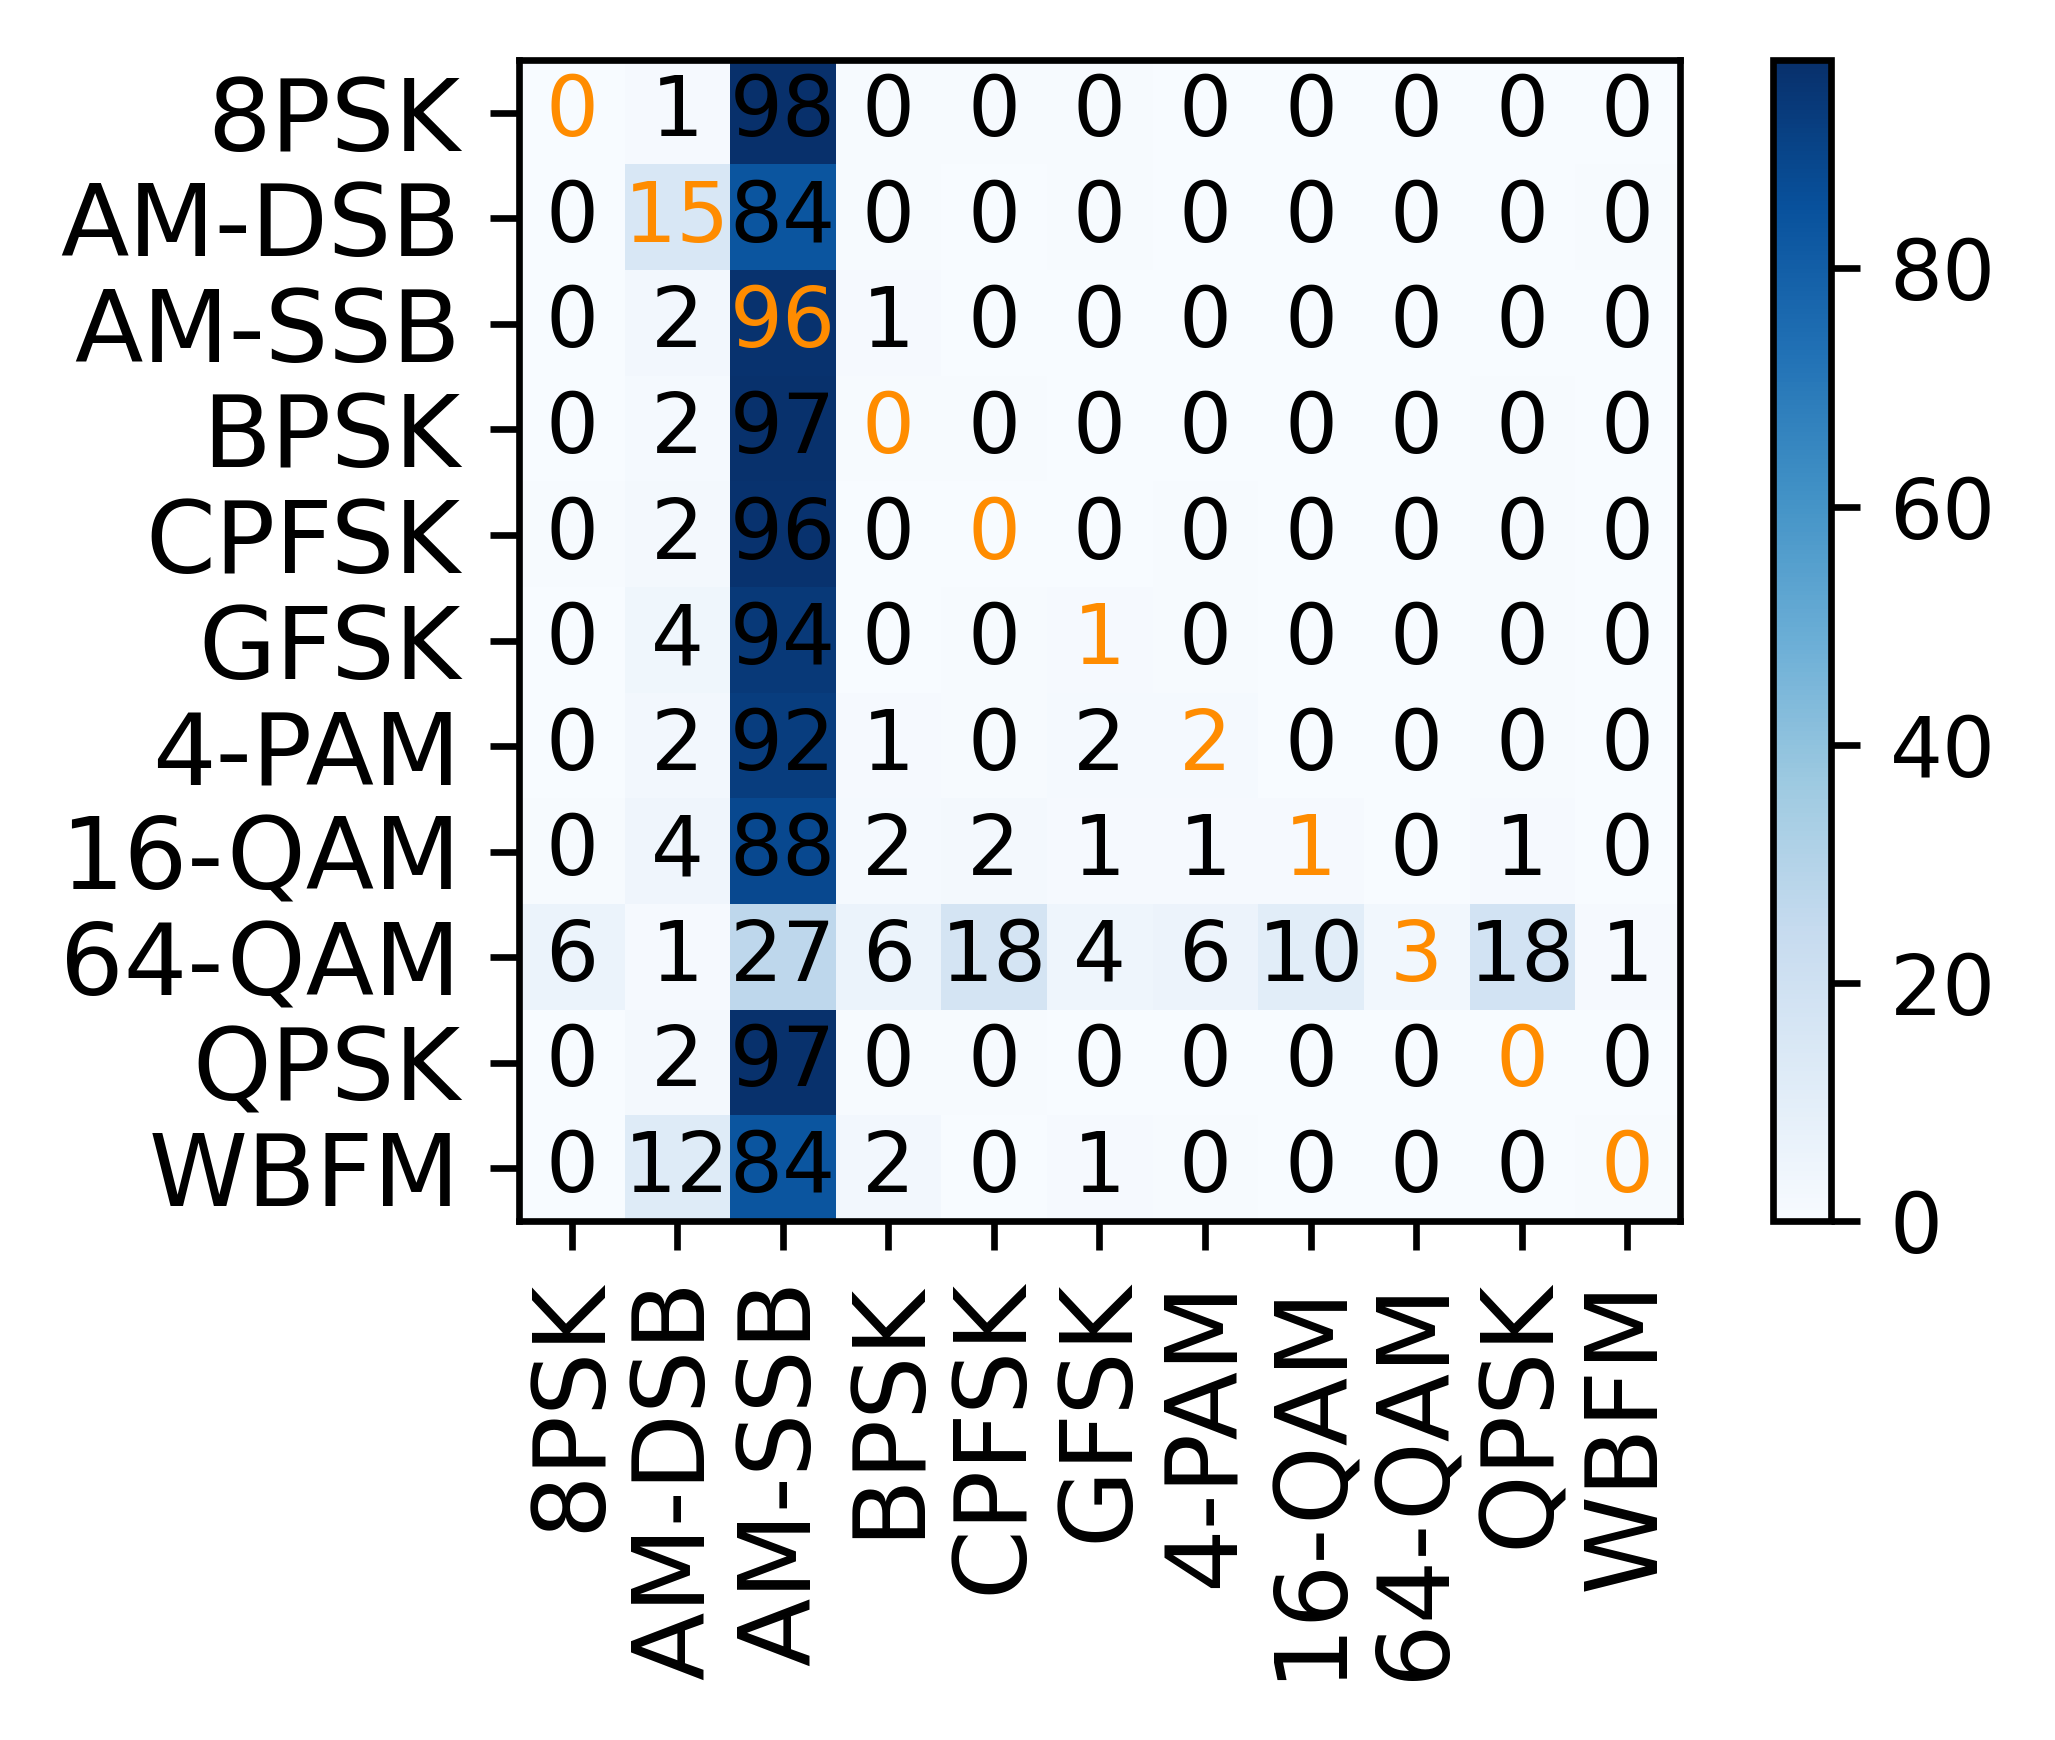 8PSK 0 1 98 0 0 0 0 0 0 0 0
AM-DSB 0 15 84 0 0 0 0 0 0 0 0
AM-SSB 0 2 96 1 0 0 0 0 0 0 0
BPSK 0 2 97 0 0 0 0 0 0 0 0
CPFSK 0 2 96 0 0 0 0 0 0 0 0
GFSK 0 4 94 0 0 1 0 0 0 0 0
4-PAM 0 2 92 1 0 2 2 0 0 0 0
16-QAM 0 4 88 2 2 1 1 1 0 1 0
64-QAM 6 1 27 6 18 4 6 10 3 18 1
QPSK 0 2 97 0 0 0 0 0 0 0 0
WBFM 0 12 84 2 0 1 0 0 0 0 0
8PSK
AM-DSB
AM-SSB
BPSK
CPFSK
GFSK
4-PAM
16-QAM
64-QAM
QPSK
WBFM
80
60
40
20
0